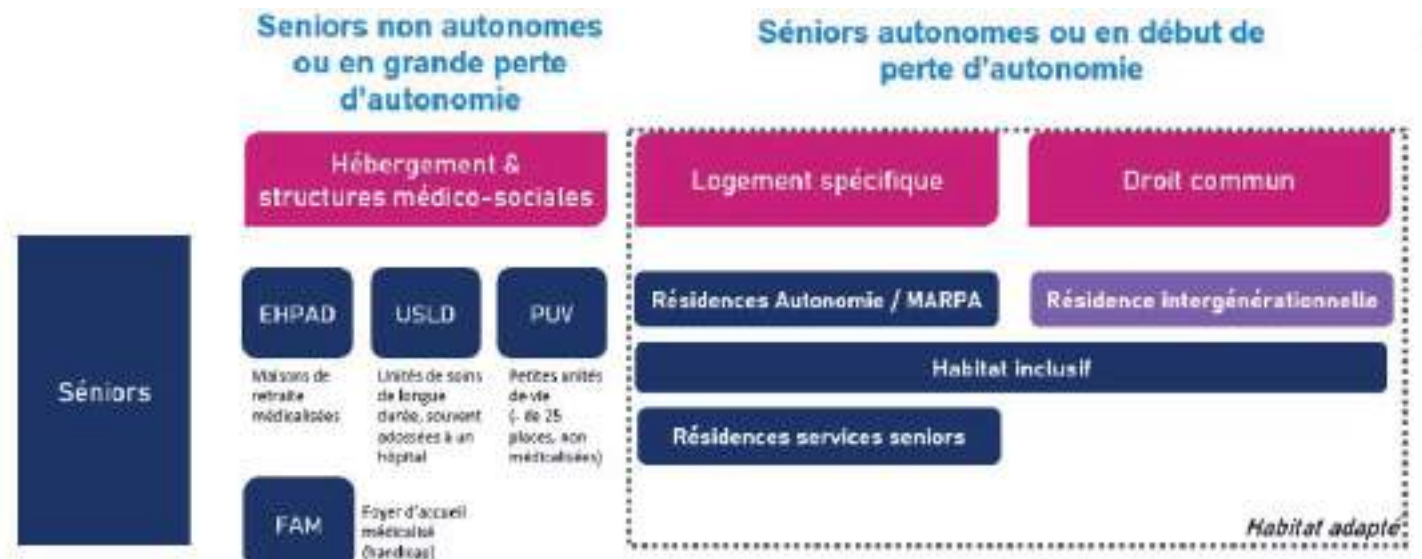 Seniors non autonomes
ou en grande perte
d'autonomie
Séniors autonomes ou en début de
perte d'autonomie
Hébergement &
structures médico-sociales
Logement spécifique
Droit commun
Séniors
EHPAD
USLD
PUV
Maisons de
retraite
médicalisées
Unités de soins
de longue
durée, souvent
adossées à un
hôpital
Petites unités
de vie
(- de 25
places, non
médicalisées)
FAM
Foyer d'accueil
médicalisé
(handicap)
Résidences Autonomie / MARPA
Résidence intergénérationnelle
Habitat inclusif
Résidences services seniors
Habitat adapté